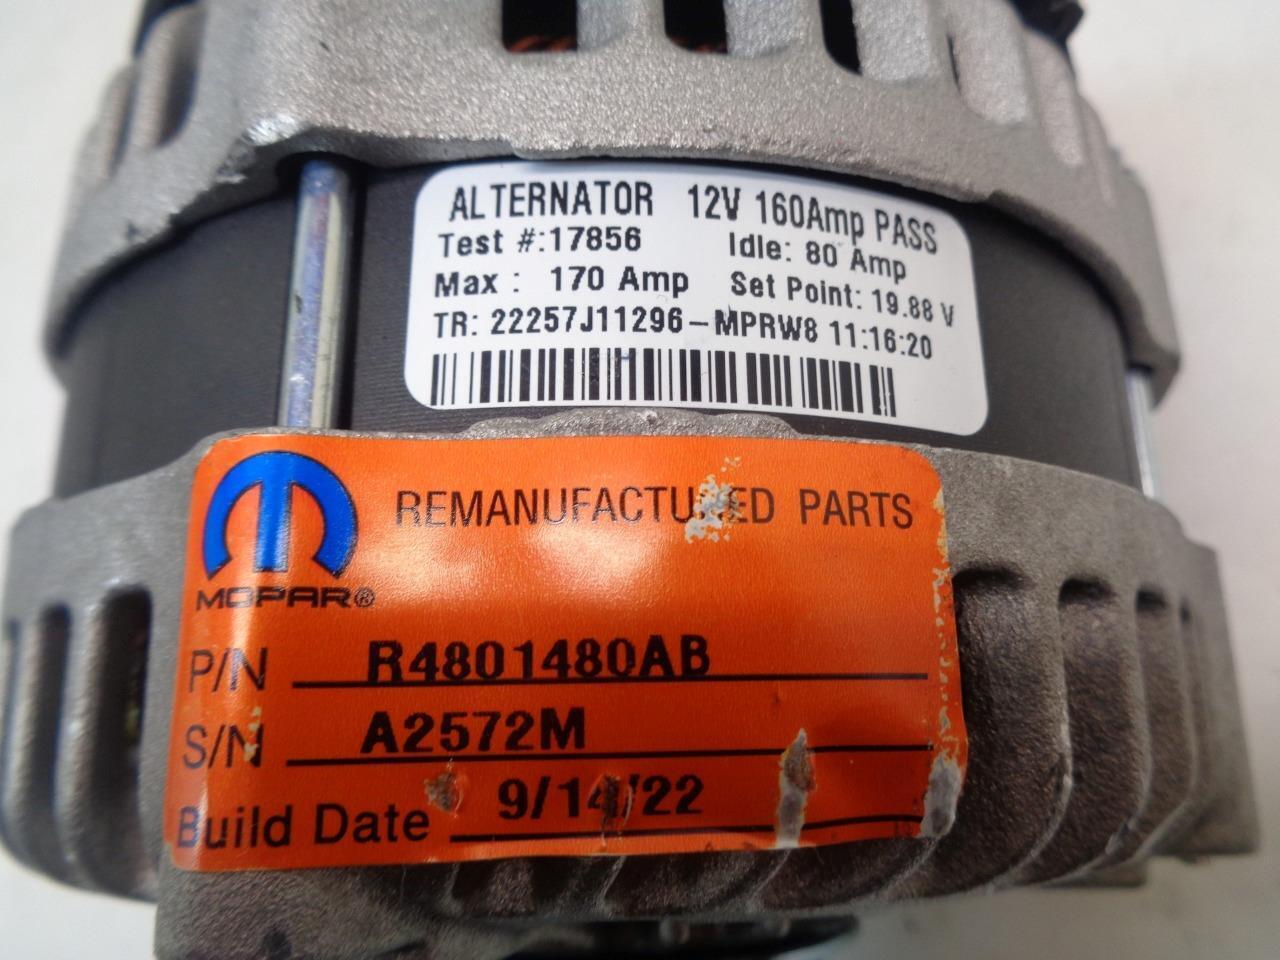 ALTERNATOR 12V 160Amp PASS
Test #:17856 Idle: 80 Amp
Max : 170 Amp Set Point: 19.88 V
TR: 22257J11296-MPRW8 11:16:20
MOPAR®
REMANUFACTURED PARTS
P/N R4801480AB
S/N A2572M
Build Date 9/14/22